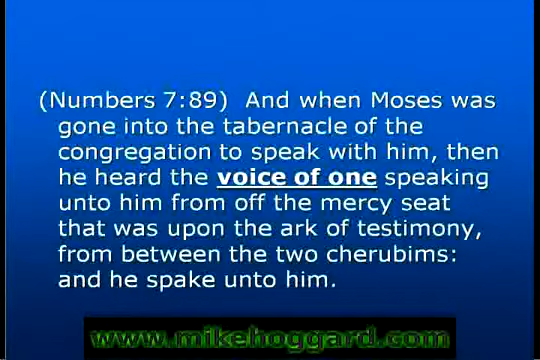 (Numbers 7:89) And when Moses was
gone into the tabernacle of the
congregation to speak with him, then
he heard the voice of one speaking
unto him from off the mercy seat
that was upon the ark of testimony,
from between the two cherubims:
and he spake unto him.
www.mikehoggard.com